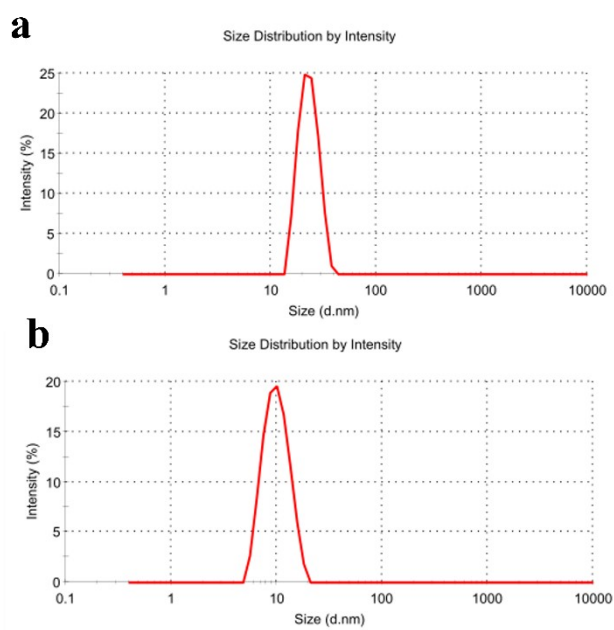 a
Size Distribution by Intensity
25
20
15
10
5
0
Intensity (%)
0.1 1 10 100 1000 10000
Size (d.nm)
b
Size Distribution by Intensity
20
15
10
5
0
Intensity (%)
0.1 1 10 100 1000 10000
Size (d.nm)